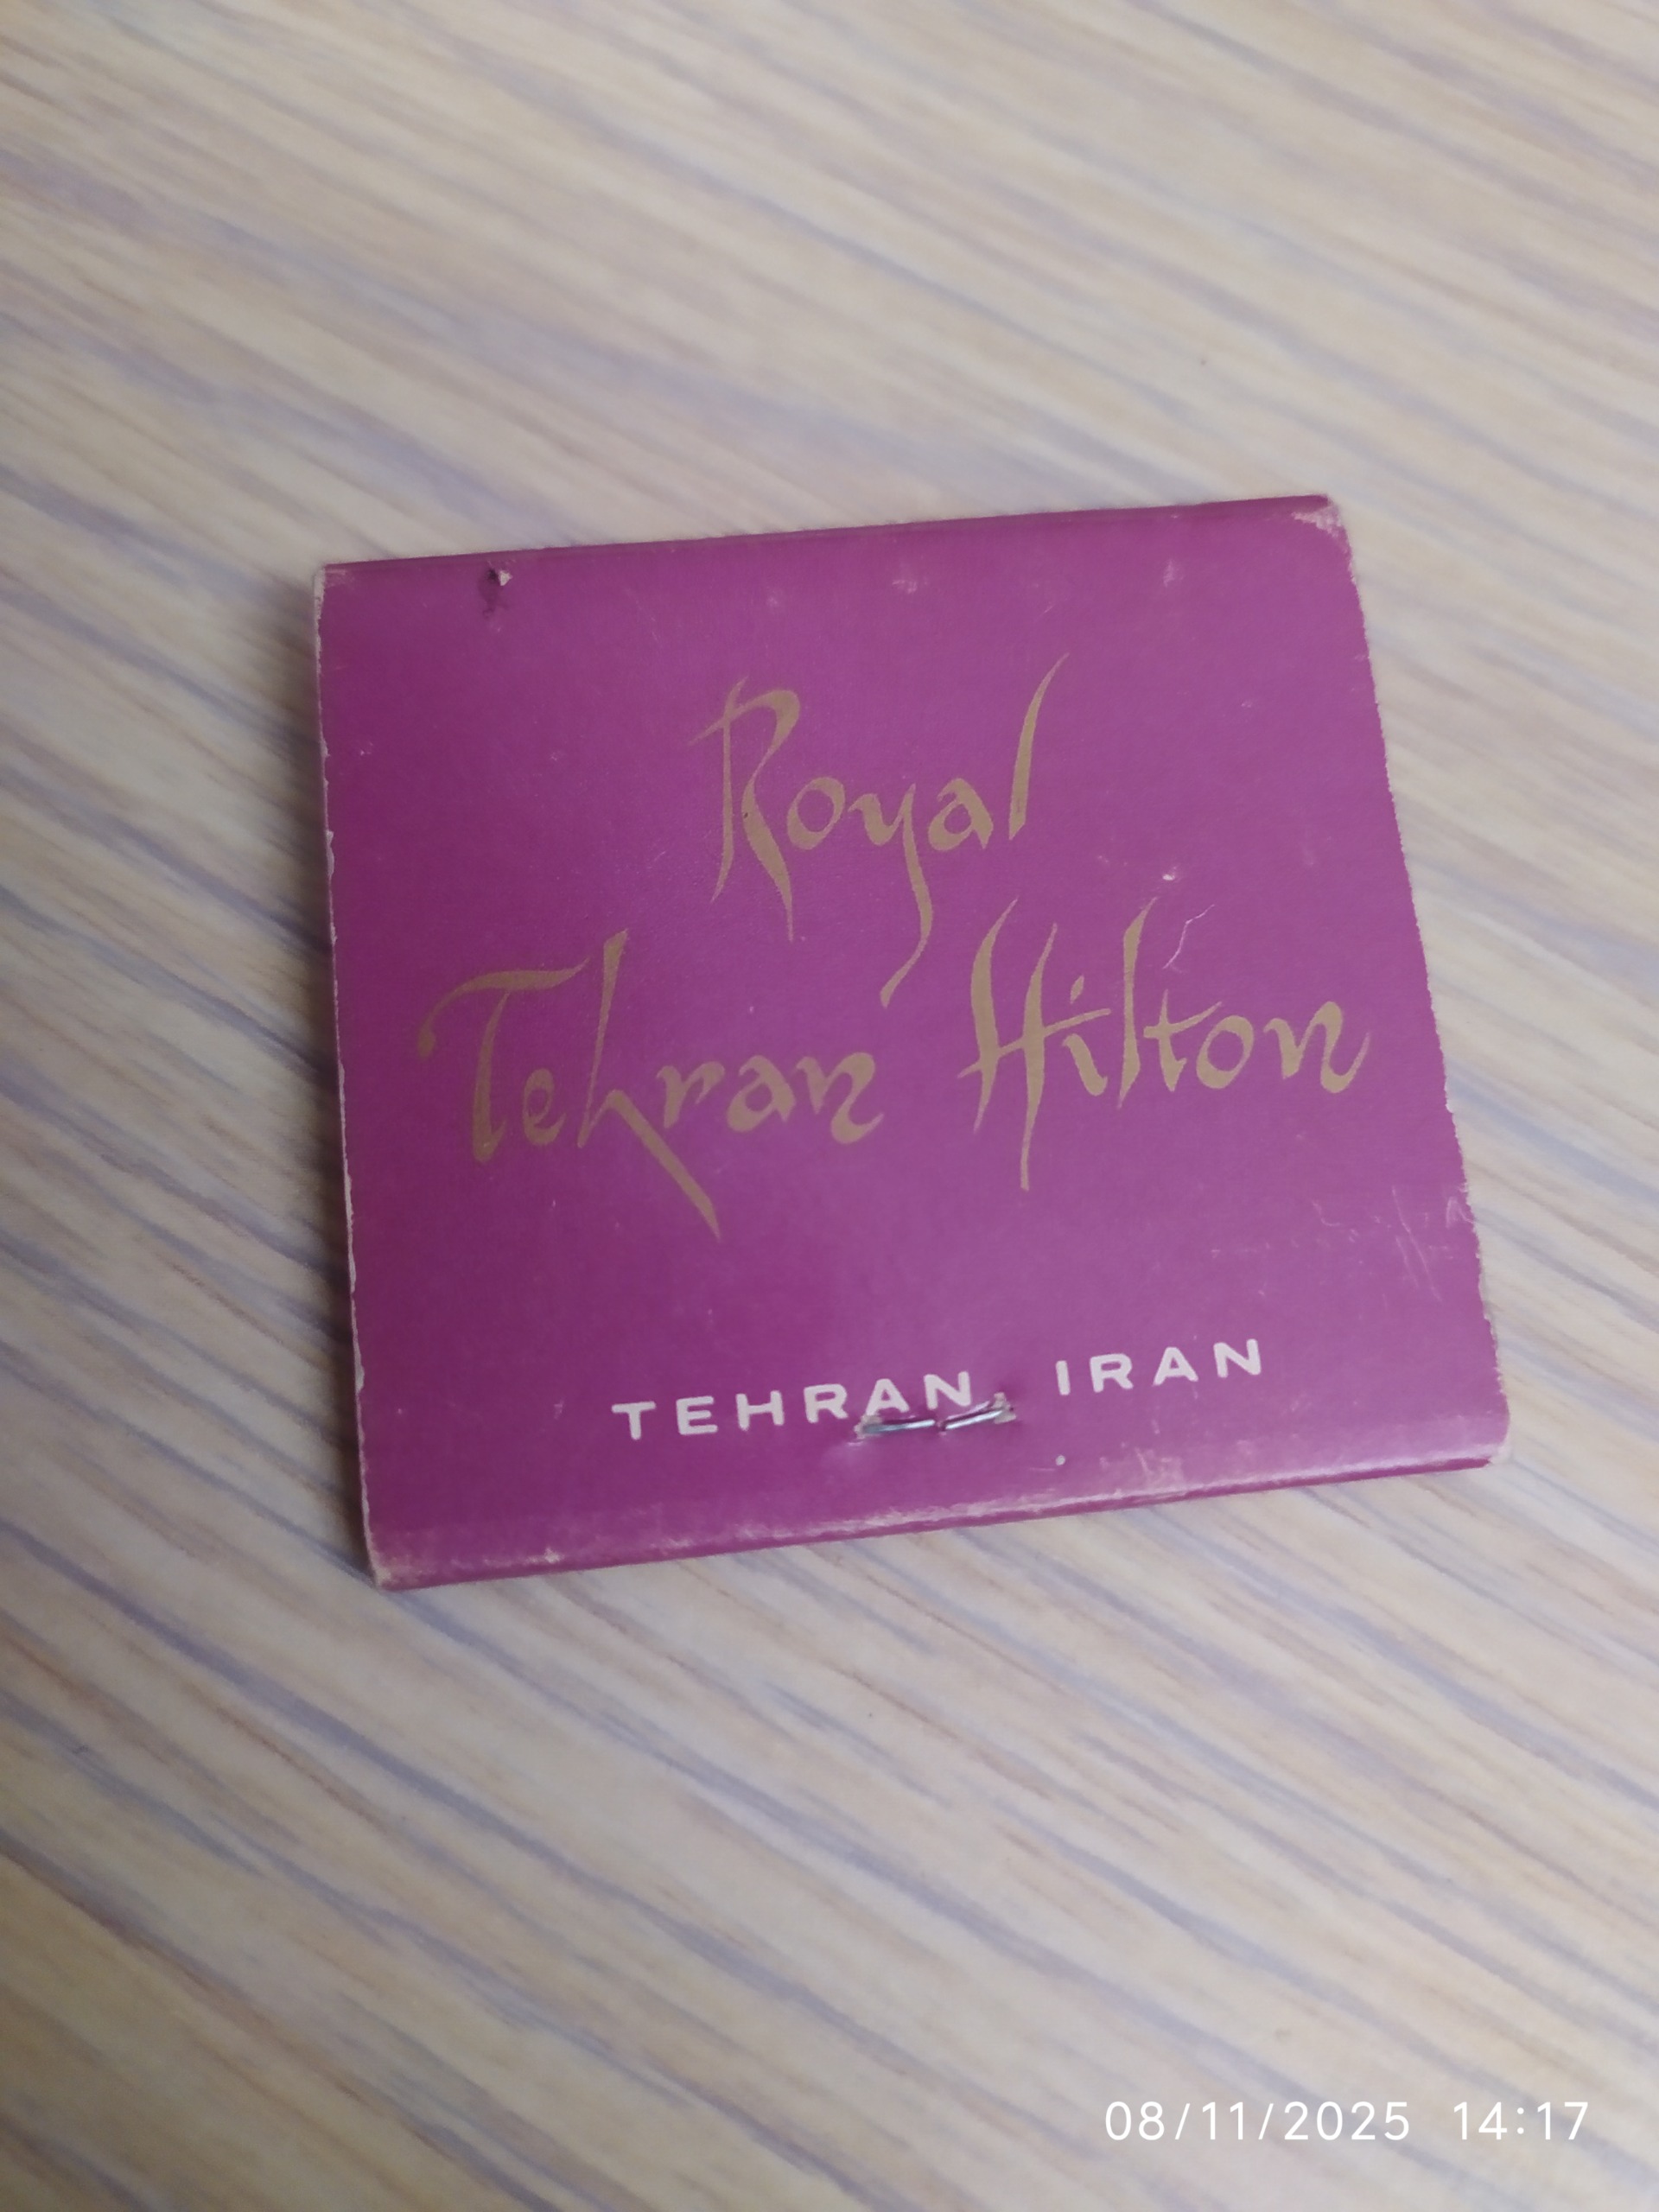 Royal
Tehran Hilton
TEHRAN, IRAN
08/11/2025 14:17